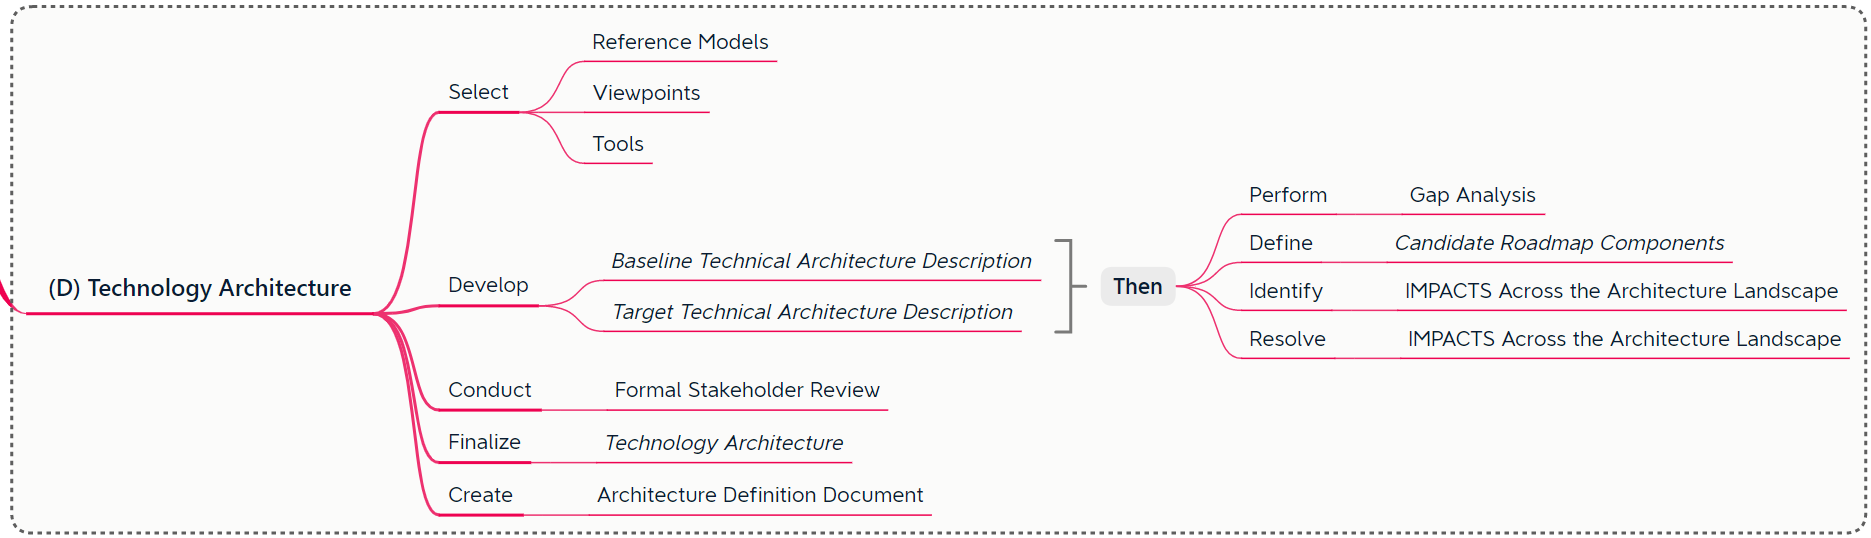 (D) Technology Architecture
Select
Reference Models
Viewpoints
Tools
Develop
Baseline Technical Architecture Description
Target Technical Architecture Description
Then
Perform
Gap Analysis
Define
Candidate Roadmap Components
Identify
IMPACTS Across the Architecture Landscape
Resolve
IMPACTS Across the Architecture Landscape
Conduct
Formal Stakeholder Review
Finalize
Technology Architecture
Create
Architecture Definition Document